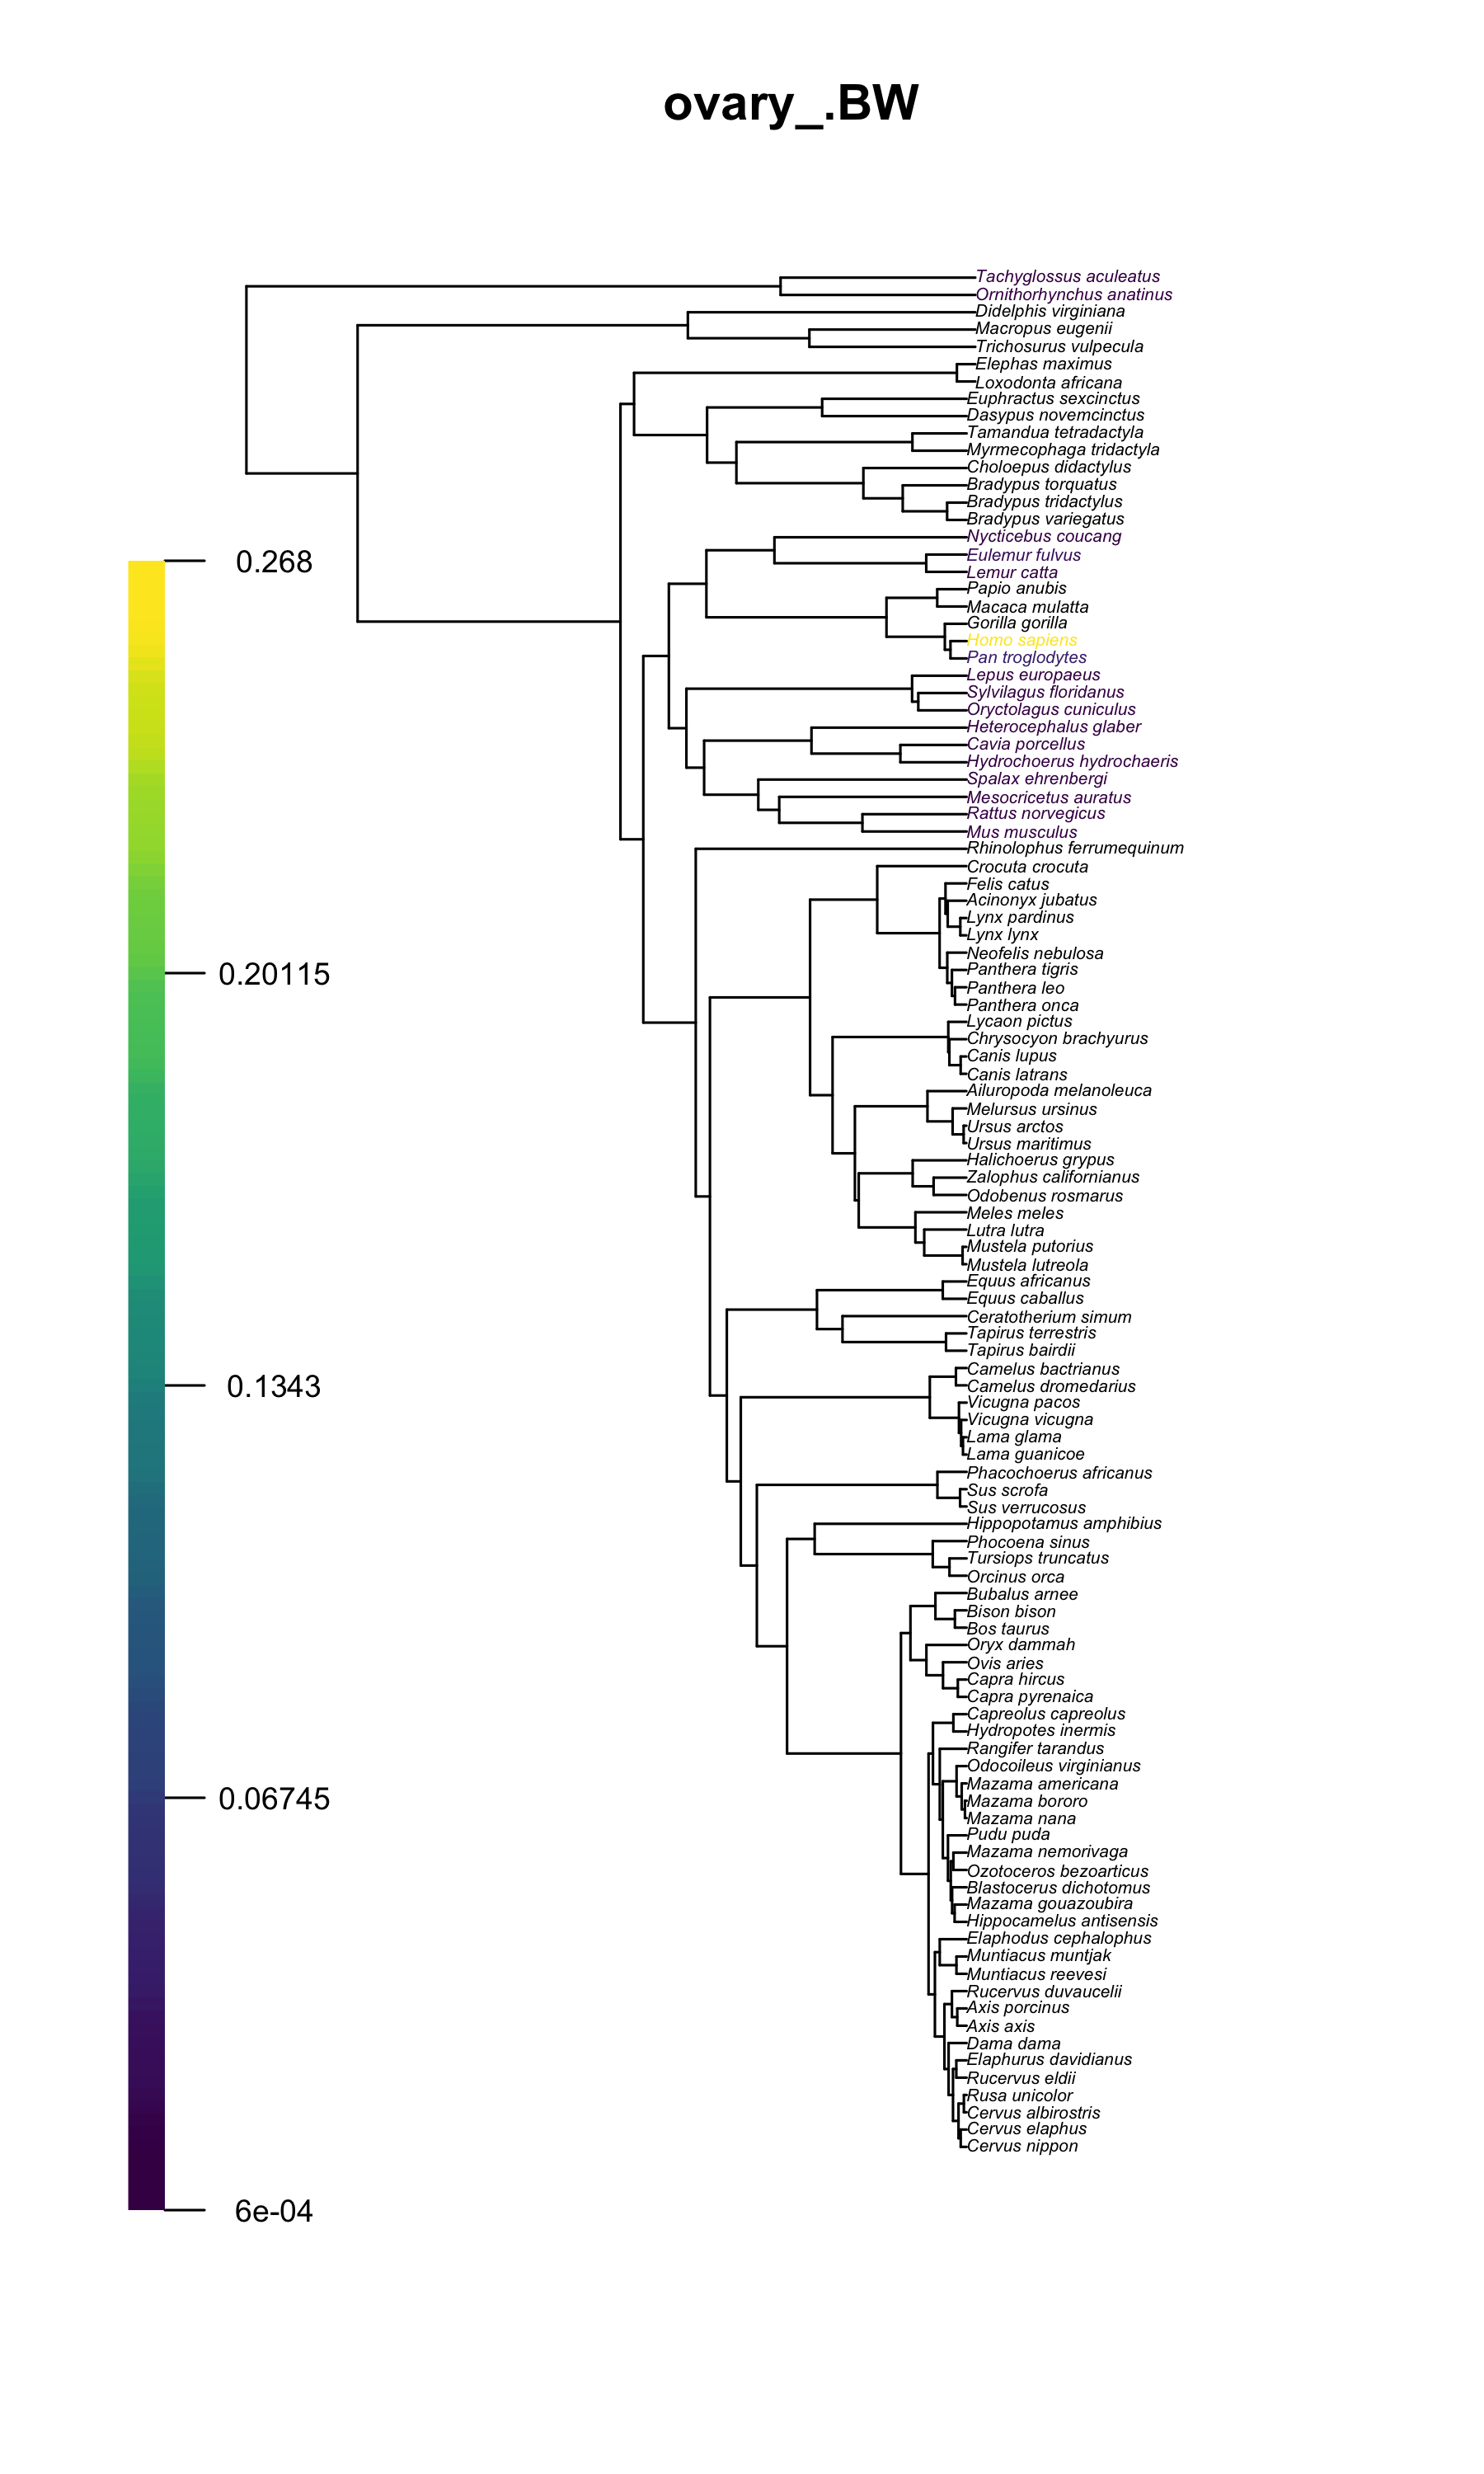 ovary_.BW
Tachyglossus aculeatus
Ornithorhynchus anatinus
Didelphis virginiana
Macropus eugenii
Trichosurus vulpecula
Elephas maximus
Loxodonta africana
Euphractus sexcinctus
Dasypus novemcinctus
Tamandua tetradactyla
Myrmecophaga tridactyla
Choloepus didactylus
Bradypus torquatus
Bradypus tridactylus
Bradypus variegatus
Nycticebus coucang
Eulemur fulvus
Lemur catta
Papio anubis
Macaca mulatta
Gorilla gorilla
Homo sapiens
Pan troglodytes
Lepus europaeus
Sylvilagus floridanus
Oryctolagus cuniculus
Heterocephalus glaber
Cavia porcellus
Hydrochoerus hydrochaeris
Spalax ehrenbergi
Mesocricetus auratus
Rattus norvegicus
Mus musculus
Rhinolophus ferrumequinum
Crocuta crocuta
Felis catus
Acinonyx jubatus
Lynx pardinus
Lynx lynx
Neofelis nebulosa
Panthera tigris
Panthera leo
Panthera onca
Lycaon pictus
Chrysocyon brachyurus
Canis lupus
Canis latrans
Ailuropoda melanoleuca
Melursus ursinus
Ursus arctos
Ursus maritimus
Halichoerus grypus
Zalophus californianus
Odobenus rosmarus
Meles meles
Lutra lutra
Mustela putorius
Mustela lutreola
Equus africanus
Equus caballus
Ceratotherium simum
Tapirus terrestris
Tapirus bairdii
Camelus bactrianus
Camelus dromedarius
Vicugna pacos
Vicugna vicugna
Lama glama
Lama guanicoe
Phacochoerus africanus
Sus scrofa
Sus verrucosus
Hippopotamus amphibius
Phocoena sinus
Tursiops truncatus
Orcinus orca
Bubalus arnee
Bison bison
Bos taurus
Oryx dammah
Ovis aries
Capra hircus
Capra pyrenaica
Capreolus capreolus
Hydropotes inermis
Rangifer tarandus
Odocoileus virginianus
Mazama americana
Mazama bororo
Mazama nana
Pudu puda
Mazama nemorivaga
Ozotoceros bezoarticus
Blastocerus dichotomus
Mazama gouazoubira
Hippocamelus antisensis
Elaphodus cephalophus
Muntiacus muntjak
Muntiacus reevesi
Rucervus duvaucelii
Axis porcinus
Axis axis
Dama dama
Elaphurus davidianus
Rucervus eldii
Rusa unicolor
Cervus albirostris
Cervus elaphus
Cervus nippon
0.268
0.20115
0.1343
0.06745
6e-04